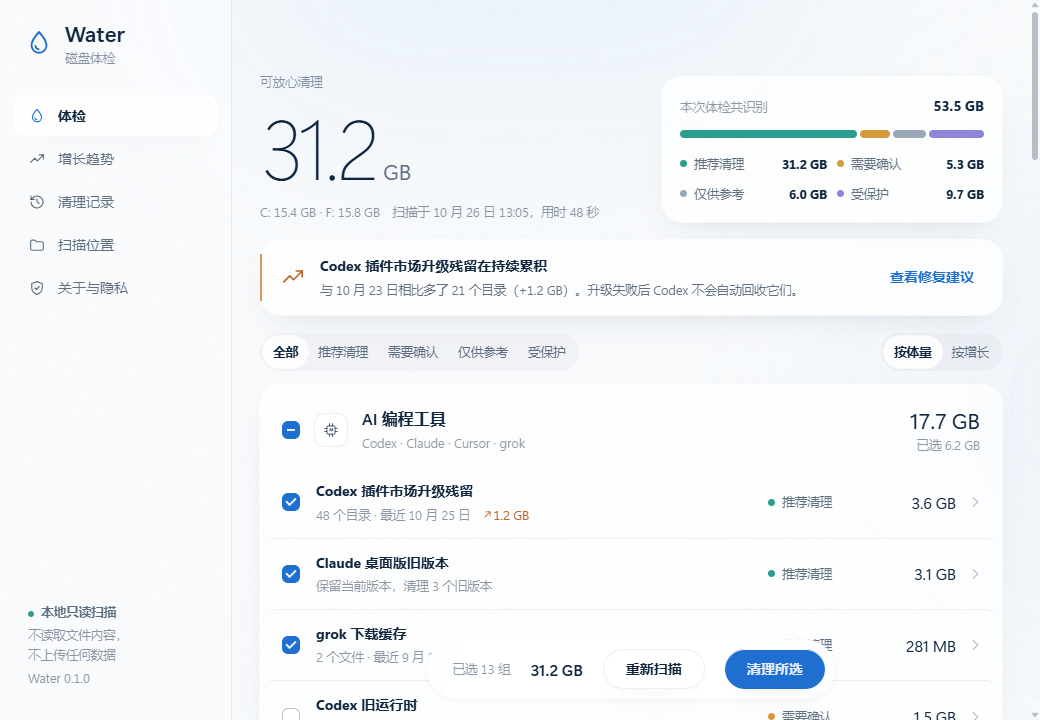 Water
磁盘体检
体检
增长趋势
清理记录
扫描位置
关于与隐私
本地只读扫描
不读取文件内容，
不上传任何数据
Water 0.1.0
可放心清理
31.2 GB
C: 15.4 GB · F: 15.8 GB 扫描于 10 月 26 日 13:05，用时 48 秒
本次体检共识别 53.5 GB
推荐清理 31.2 GB 需要确认 5.3 GB
仅供参考 6.0 GB 受保护 9.7 GB
Codex 插件市场升级残留在持续累积
与 10 月 23 日相比多了 21 个目录（+1.2 GB）。升级失败后 Codex 不会自动回收它们。
查看修复建议
全部 推荐清理 需要确认 仅供参考 受保护 按体量 按增长
AI 编程工具 17.7 GB
Codex · Claude · Cursor · grok 已选 6.2 GB
Codex 插件市场升级残留
48 个目录 · 最近 10 月 25 日 ↗1.2 GB
推荐清理 3.6 GB
Claude 桌面版旧版本
保留当前版本，清理 3 个旧版本
推荐清理 3.1 GB
grok 下载缓存
2 个文件 · 最近 9 月
281 MB
已选 13 组 31.2 GB 重新扫描 清理所选
Codex 旧运行时
需要确认 1.5 GB